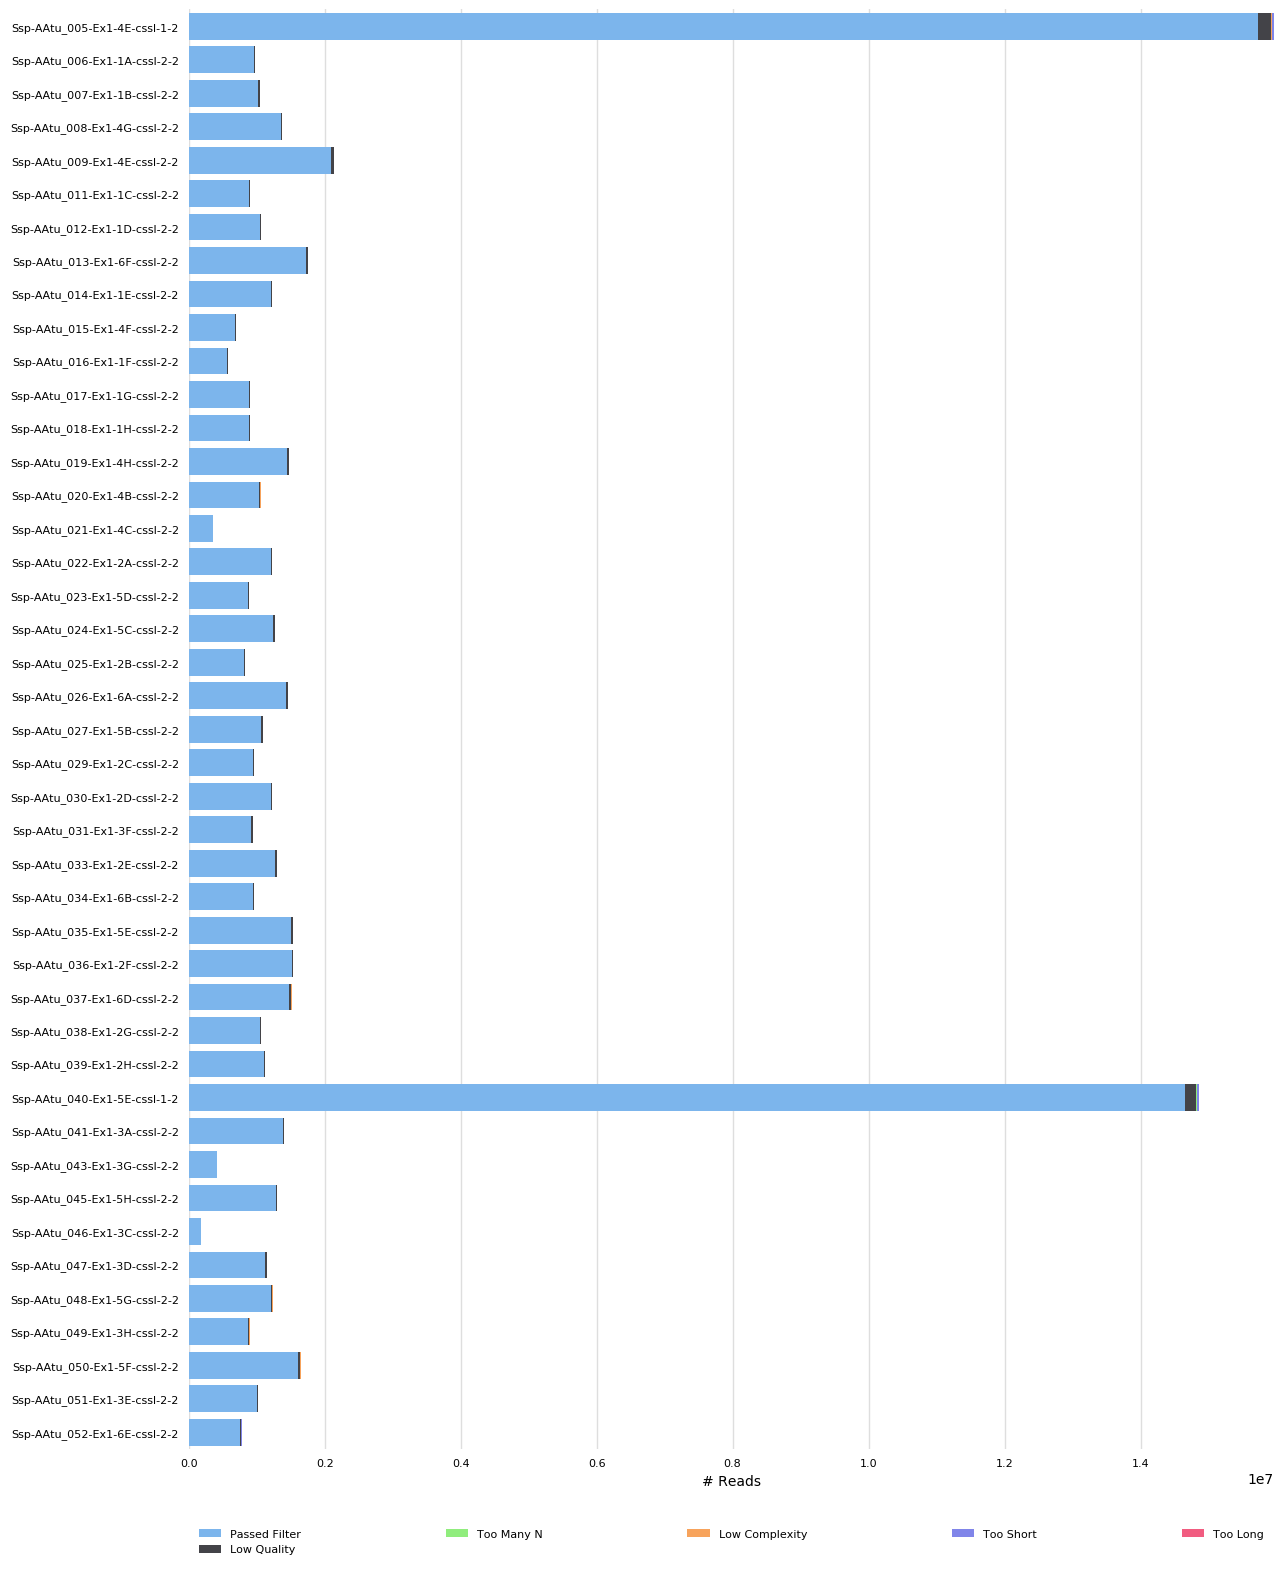 Ssp-AAtu_005-Ex1-4E-cssl-1-2
Ssp-AAtu_006-Ex1-1A-cssl-2-2
Ssp-AAtu_007-Ex1-1B-cssl-2-2
Ssp-AAtu_008-Ex1-4G-cssl-2-2
Ssp-AAtu_009-Ex1-4E-cssl-2-2
Ssp-AAtu_011-Ex1-1C-cssl-2-2
Ssp-AAtu_012-Ex1-1D-cssl-2-2
Ssp-AAtu_013-Ex1-6F-cssl-2-2
Ssp-AAtu_014-Ex1-1E-cssl-2-2
Ssp-AAtu_015-Ex1-4F-cssl-2-2
Ssp-AAtu_016-Ex1-1F-cssl-2-2
Ssp-AAtu_017-Ex1-1G-cssl-2-2
Ssp-AAtu_018-Ex1-1H-cssl-2-2
Ssp-AAtu_019-Ex1-4H-cssl-2-2
Ssp-AAtu_020-Ex1-4B-cssl-2-2
Ssp-AAtu_021-Ex1-4C-cssl-2-2
Ssp-AAtu_022-Ex1-2A-cssl-2-2
Ssp-AAtu_023-Ex1-5D-cssl-2-2
Ssp-AAtu_024-Ex1-5C-cssl-2-2
Ssp-AAtu_025-Ex1-2B-cssl-2-2
Ssp-AAtu_026-Ex1-6A-cssl-2-2
Ssp-AAtu_027-Ex1-5B-cssl-2-2
Ssp-AAtu_029-Ex1-2C-cssl-2-2
Ssp-AAtu_030-Ex1-2D-cssl-2-2
Ssp-AAtu_031-Ex1-3F-cssl-2-2
Ssp-AAtu_033-Ex1-2E-cssl-2-2
Ssp-AAtu_034-Ex1-6B-cssl-2-2
Ssp-AAtu_035-Ex1-5E-cssl-2-2
Ssp-AAtu_036-Ex1-2F-cssl-2-2
Ssp-AAtu_037-Ex1-6D-cssl-2-2
Ssp-AAtu_038-Ex1-2G-cssl-2-2
Ssp-AAtu_039-Ex1-2H-cssl-2-2
Ssp-AAtu_040-Ex1-5E-cssl-1-2
Ssp-AAtu_041-Ex1-3A-cssl-2-2
Ssp-AAtu_043-Ex1-3G-cssl-2-2
Ssp-AAtu_045-Ex1-5H-cssl-2-2
Ssp-AAtu_046-Ex1-3C-cssl-2-2
Ssp-AAtu_047-Ex1-3D-cssl-2-2
Ssp-AAtu_048-Ex1-5G-cssl-2-2
Ssp-AAtu_049-Ex1-3H-cssl-2-2
Ssp-AAtu_050-Ex1-5F-cssl-2-2
Ssp-AAtu_051-Ex1-3E-cssl-2-2
Ssp-AAtu_052-Ex1-6E-cssl-2-2
0.0 0.2 0.4 0.6 0.8 1.0 1.2 1.4
# Reads
1e7
Passed Filter Too Many N Low Complexity Too Short Too Long
Low Quality